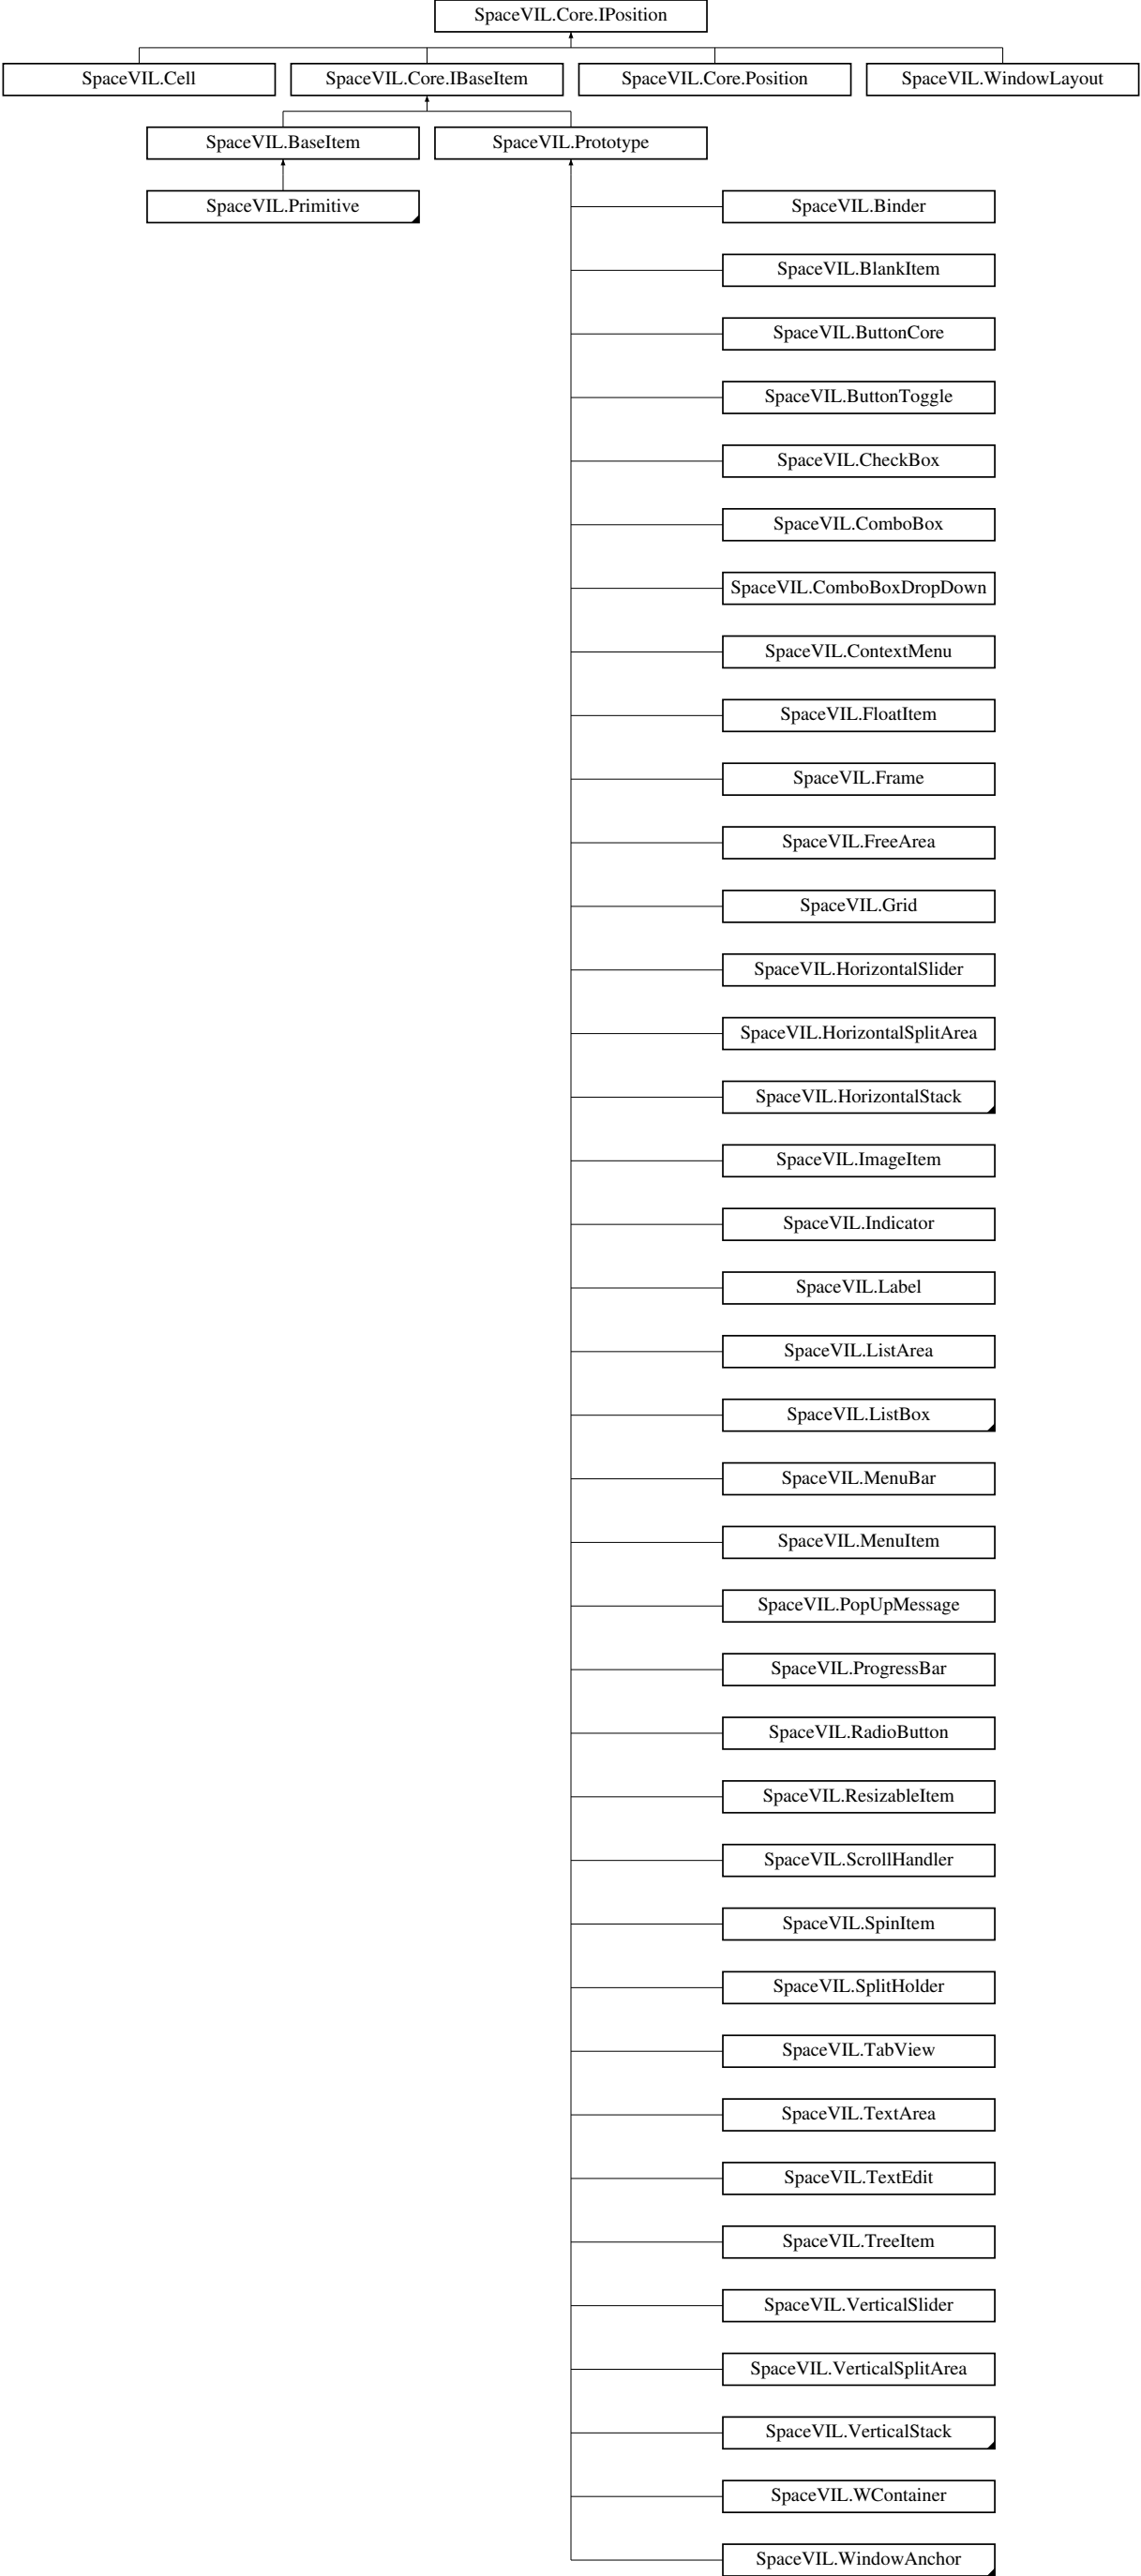 SpaceVIL.Core.IPosition
SpaceVIL.Cell
SpaceVIL.Core.IBaseItem
SpaceVIL.Core.Position
SpaceVIL.WindowLayout
SpaceVIL.BaseItem
SpaceVIL.Prototype
SpaceVIL.Primitive
SpaceVIL.Binder
SpaceVIL.BlankItem
SpaceVIL.ButtonCore
SpaceVIL.ButtonToggle
SpaceVIL.CheckBox
SpaceVIL.ComboBox
SpaceVIL.ComboBoxDropDown
SpaceVIL.ContextMenu
SpaceVIL.FloatItem
SpaceVIL.Frame
SpaceVIL.FreeArea
SpaceVIL.Grid
SpaceVIL.HorizontalSlider
SpaceVIL.HorizontalSplitArea
SpaceVIL.HorizontalStack
SpaceVIL.ImageItem
SpaceVIL.Indicator
SpaceVIL.Label
SpaceVIL.ListArea
SpaceVIL.ListBox
SpaceVIL.MenuBar
SpaceVIL.MenuItem
SpaceVIL.PopUpMessage
SpaceVIL.ProgressBar
SpaceVIL.RadioButton
SpaceVIL.ResizableItem
SpaceVIL.ScrollHandler
SpaceVIL.SpinItem
SpaceVIL.SplitHolder
SpaceVIL.TabView
SpaceVIL.TextArea
SpaceVIL.TextEdit
SpaceVIL.TreeItem
SpaceVIL.VerticalSlider
SpaceVIL.VerticalSplitArea
SpaceVIL.VerticalStack
SpaceVIL.WContainer
SpaceVIL.WindowAnchor